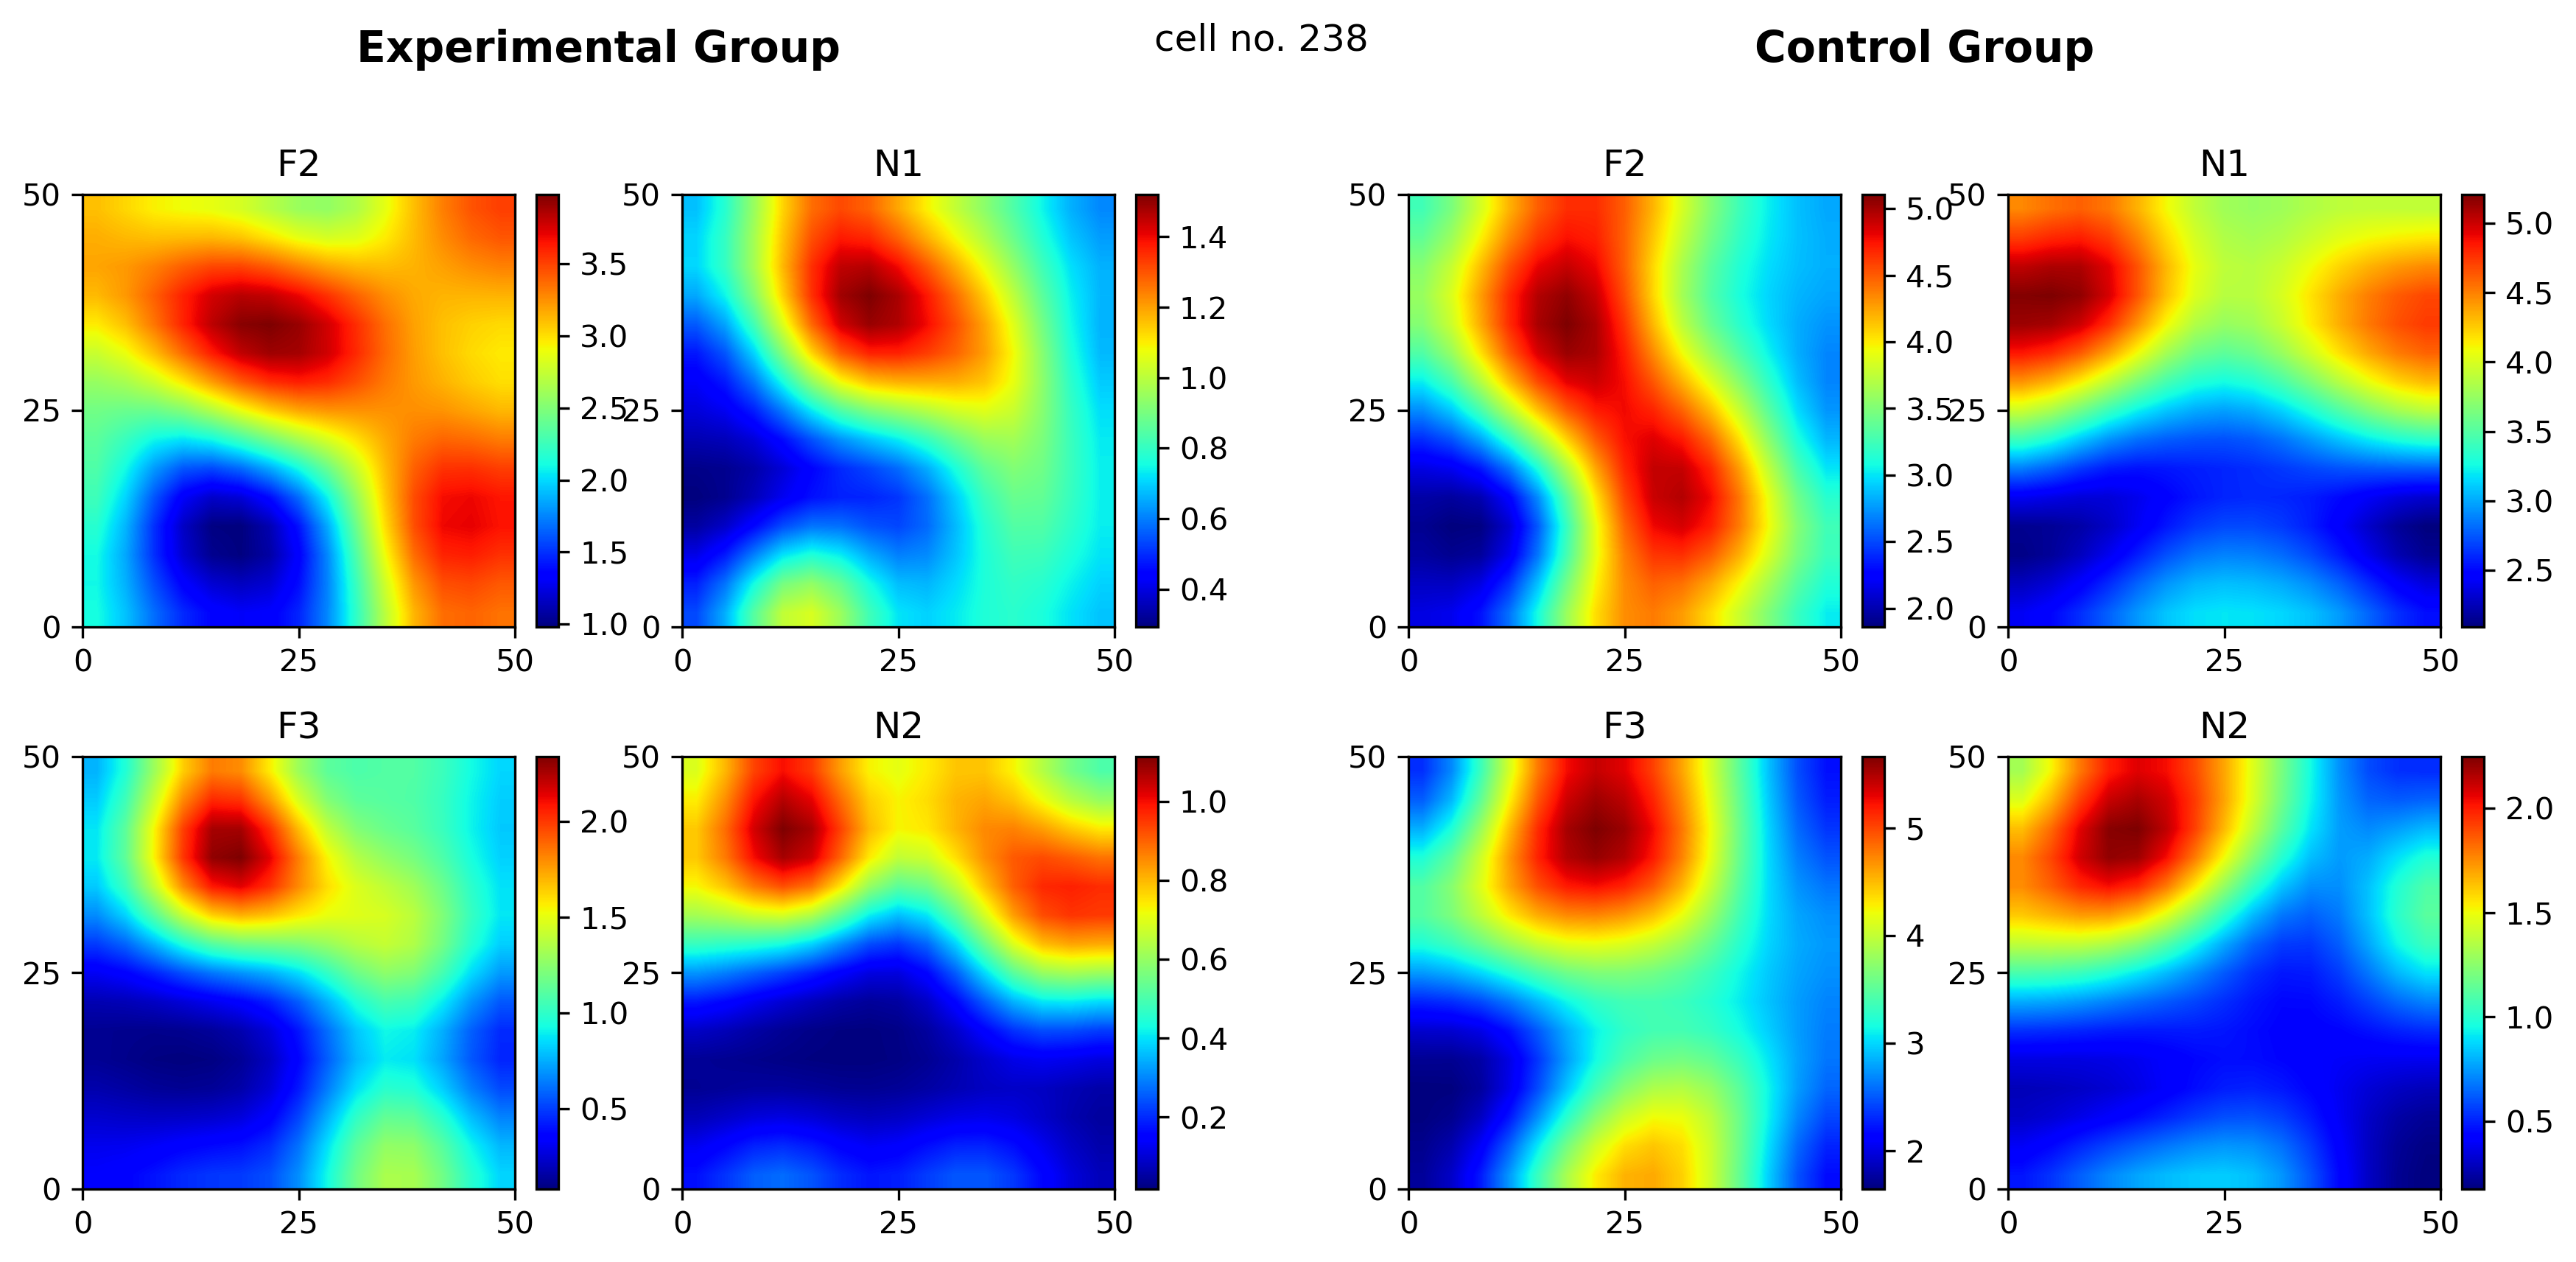 Experimental Group cell no. 238 Control Group
F2 N1 F2 N1
50 50 50 50
25 25 25 25
0 0 0 0
0 25 50 0 25 50 0 25 50 0 25 50
3.5 3.0 2.5 2.0 1.5 1.0
1.4 1.2 1.0 0.8 0.6 0.4
5.0 4.5 4.0 3.5 3.0 2.5 2.0
5.0 4.5 4.0 3.5 3.0 2.5
F3 N2 F3 N2
50 50 50 50
25 25 25 25
0 0 0 0
0 25 50 0 25 50 0 25 50 0 25 50
2.0 1.5 1.0 0.5
1.0 0.8 0.6 0.4 0.2
5 4 3 2
2.0 1.5 1.0 0.5